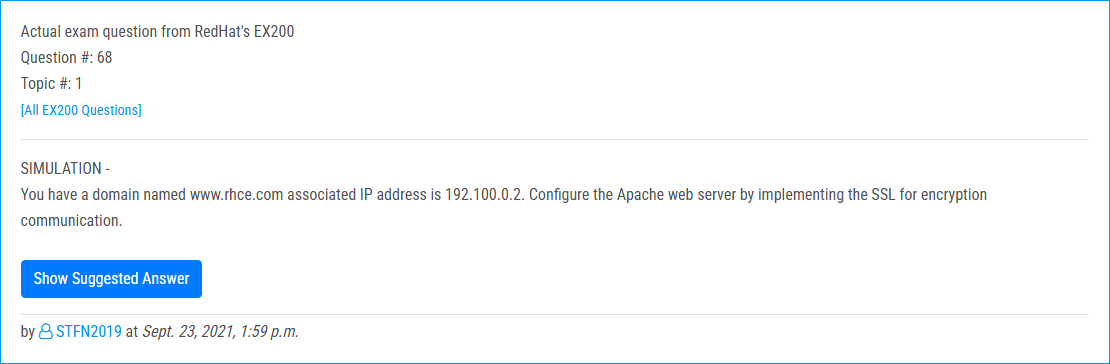 Actual exam question from RedHat's EX200
Question #: 68
Topic #: 1
[All EX200 Questions]
SIMULATION -
You have a domain named www.rhce.com associated IP address is 192.100.0.2. Configure the Apache web server by implementing the SSL for encryption
communication.
Show Suggested Answer
by STFN2019 at Sept. 23, 2021, 1:59 p.m.